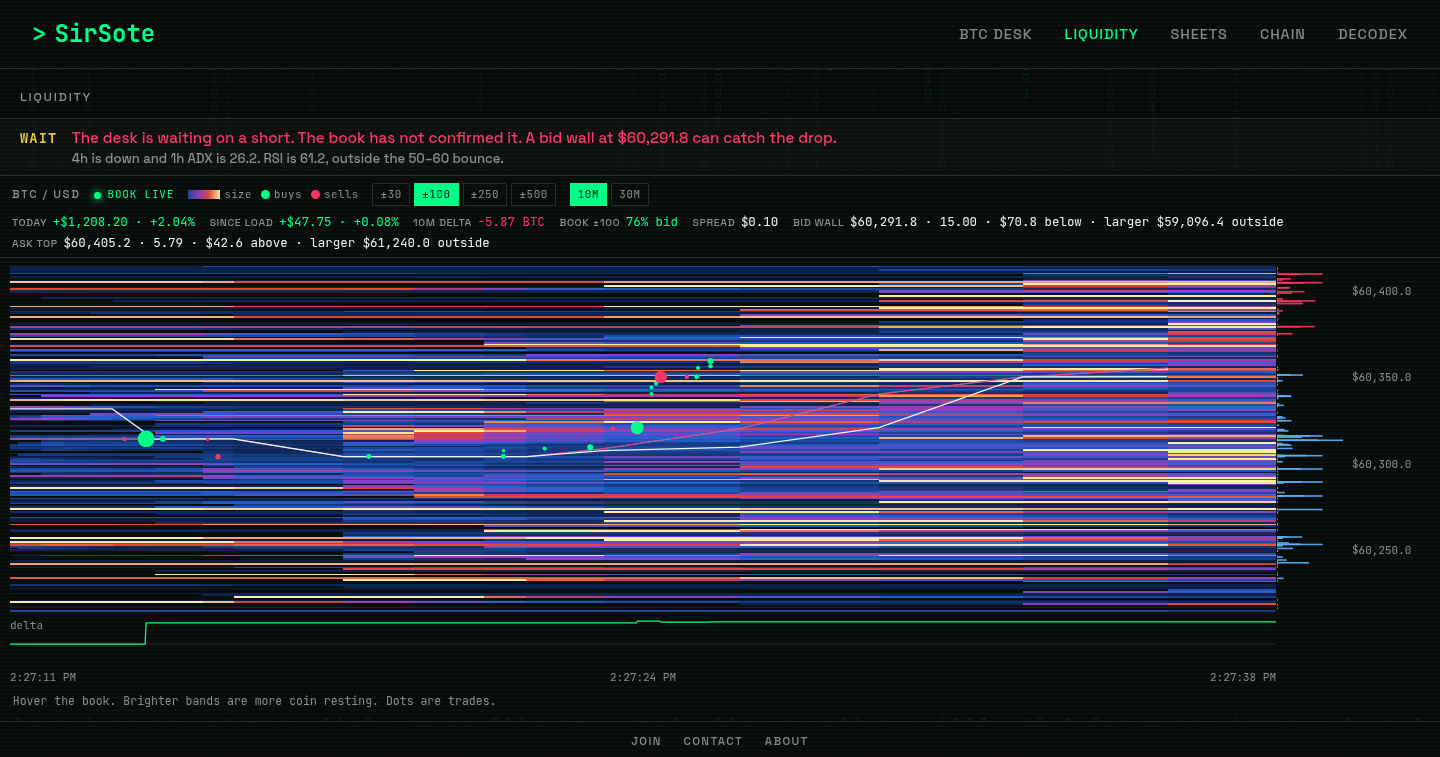 > SirSote
BTC DESK LIQUIDITY SHEETS CHAIN DECODEX
LIQUIDITY
WAIT The desk is waiting on a short. The book has not confirmed it. A bid wall at $60,291.8 can catch the drop.
4h is down and 1h ADX is 26.2. RSI is 61.2, outside the 50–60 bounce.
BTC / USD BOOK LIVE size buys sells ±30 ±100 ±250 ±500 10M 30M
TODAY +$1,208.20 · +2.04% SINCE LOAD +$47.75 · +0.08% 10M DELTA -5.87 BTC BOOK ±100 76% bid SPREAD $0.10 BID WALL $60,291.8 · 15.00 · $70.8 below · larger $59,096.4 outside
ASK TOP $60,405.2 · 5.79 · $42.6 above · larger $61,240.0 outside
$60,400.0
$60,350.0
$60,300.0
$60,250.0
delta
2:27:11 PM 2:27:24 PM 2:27:38 PM
Hover the book. Brighter bands are more coin resting. Dots are trades.
JOIN CONTACT ABOUT